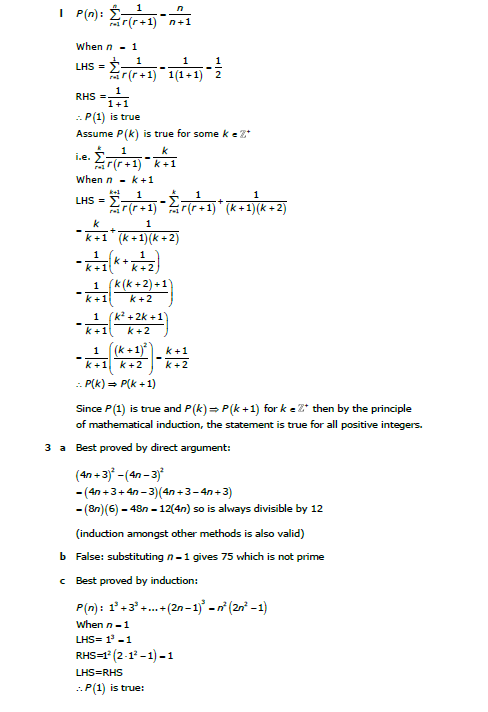 l P(n): ∑_{r=1}^{n} 1/(r(r+1)) = n/(n+1)
When n = 1
LHS = ∑_{r=1}^{1} 1/(r(r+1)) = 1/(1(1+1)) = 1/2
RHS = 1/(1+1)
∴ P(1) is true
Assume P(k) is true for some k ∈ ℤ⁺
i.e. ∑_{r=1}^{k} 1/(r(r+1)) = k/(k+1)
When n = k+1
LHS = ∑_{r=1}^{k+1} 1/(r(r+1)) = ∑_{r=1}^{k} 1/(r(r+1)) + 1/((k+1)(k+2))
= k/(k+1) + 1/((k+1)(k+2))
= 1/(k+1) (k + 1/(k+2))
= 1/(k+1) ((k(k+2)+1)/(k+2))
= 1/(k+1) ((k²+2k+1)/(k+2))
= 1/(k+1) ((k+1)²/(k+2)) = (k+1)/(k+2)
∴ P(k) ⇒ P(k+1)
Since P(1) is true and P(k) ⇒ P(k+1) for k ∈ ℤ⁺ then by the principle
of mathematical induction, the statement is true for all positive integers.
3 a Best proved by direct argument:
(4n+3)² − (4n−3)²
= (4n+3+4n−3)(4n+3−4n+3)
= (8n)(6) = 48n = 12(4n) so is always divisible by 12
(induction amongst other methods is also valid)
b False: substituting n = 1 gives 75 which is not prime
c Best proved by induction:
P(n): 1³+3³+...+(2n−1)³ = n²(2n²−1)
When n = 1
LHS= 1³ = 1
RHS=1²(2·1²−1) = 1
LHS=RHS
∴ P(1) is true: